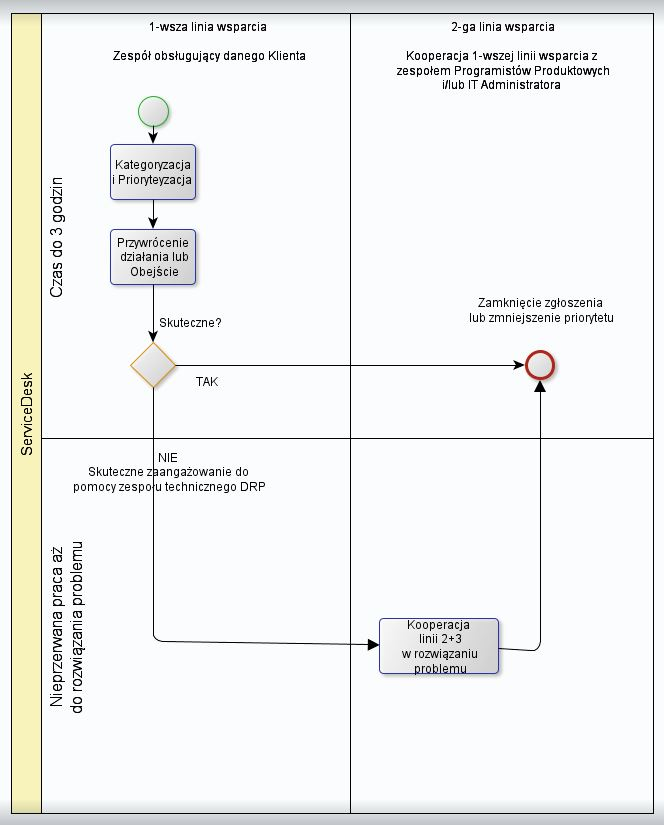 1-wsza linia wsparcia
Zespół obsługujący danego Klienta
2-ga linia wsparcia
Kooperacja 1-wszej linii wsparcia z
zespołem Programistów Produktowych
i/lub IT Administratora
ServiceDesk
Czas do 3 godzin
Kategoryzacja
i Prioryteyzacja
Przywrócenie
działania lub
Obejście
Skuteczne?
TAK
Zamknięcie zgłoszenia
lub zmniejszenie priorytetu
Nieprzerwana praca aż
do rozwiązania problemu
NIE
Skuteczne zaangażowanie do
pomocy zespołu technicznego DRP
Kooperacja
linii 2+3
w rozwiązaniu
problemu